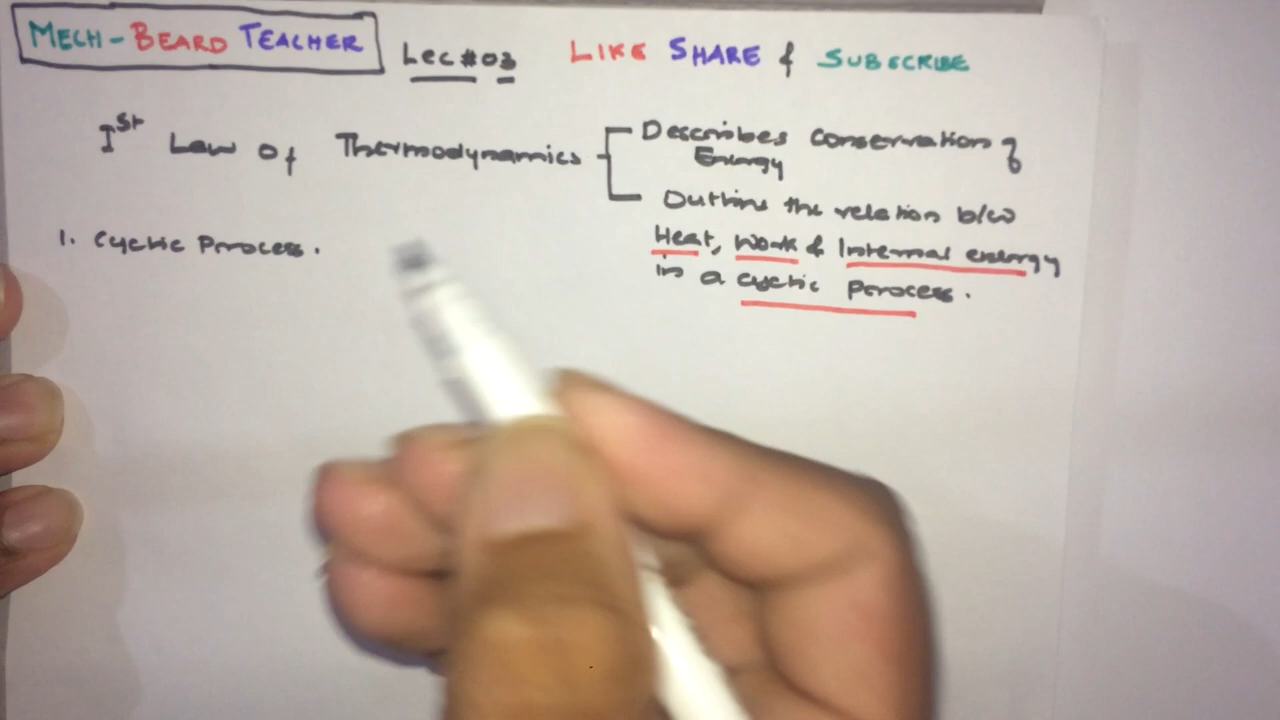 MECH-BEARD TEACHER Lec #03 LIKE SHARE & SUBSCRIBE
Ist Law Of Thermodynamics
Describes Conservation of
Energy
Outline the relation b/w
Heat, Work & Internal energy
in a cyclic Process.
1. Cyclic Process.